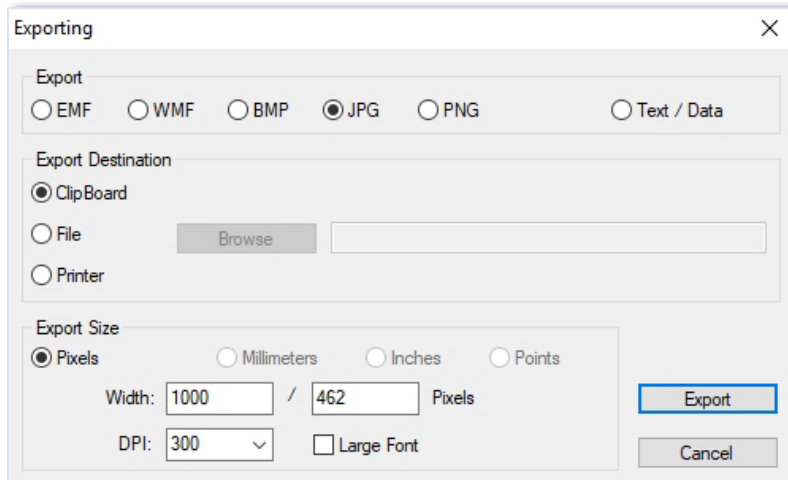 Exporting
Export
EMF WMF BMP JPG PNG Text / Data
Export Destination
ClipBoard
File Browse
Printer
Export Size
Pixels Millimeters Inches Points
Width: 1000 / 462 Pixels Export
DPI: 300 Large Font Cancel